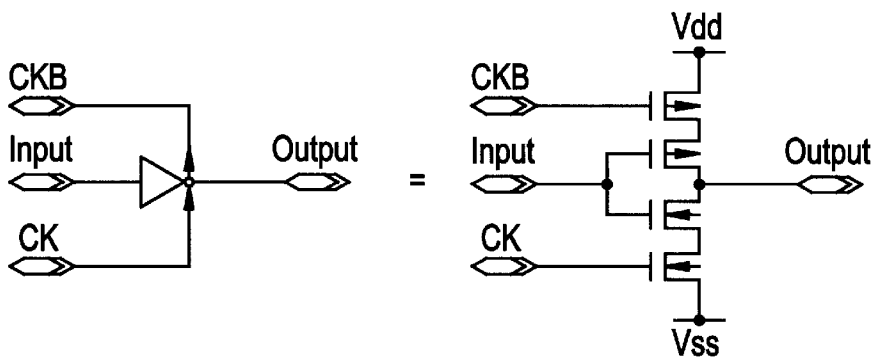 CKB
Input
Output
CK
=
Vdd
CKB
Input
Output
CK
Vss